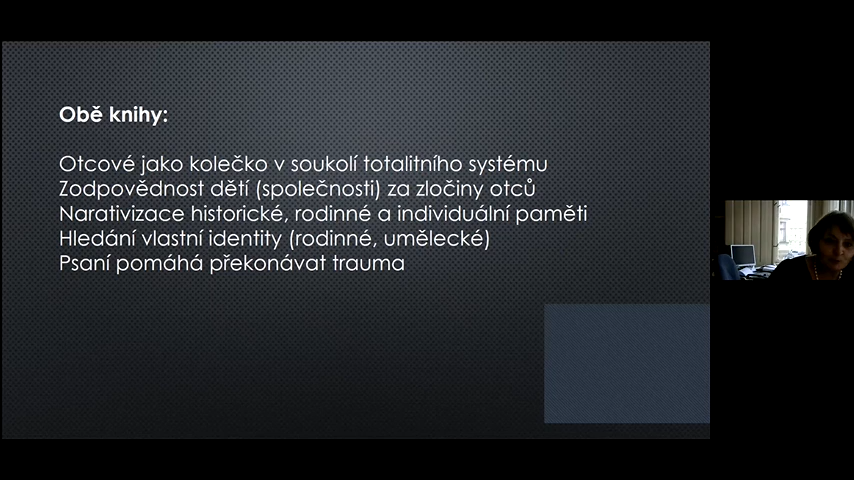 Obě knihy:
Otcové jako kolečko v soukolí totalitního systému
Zodpovědnost dětí (společnosti) za zločiny otců
Narativizace historické, rodinné a individuální paměti
Hledání vlastní identity (rodinné, umělecké)
Psaní pomáhá překonávat trauma